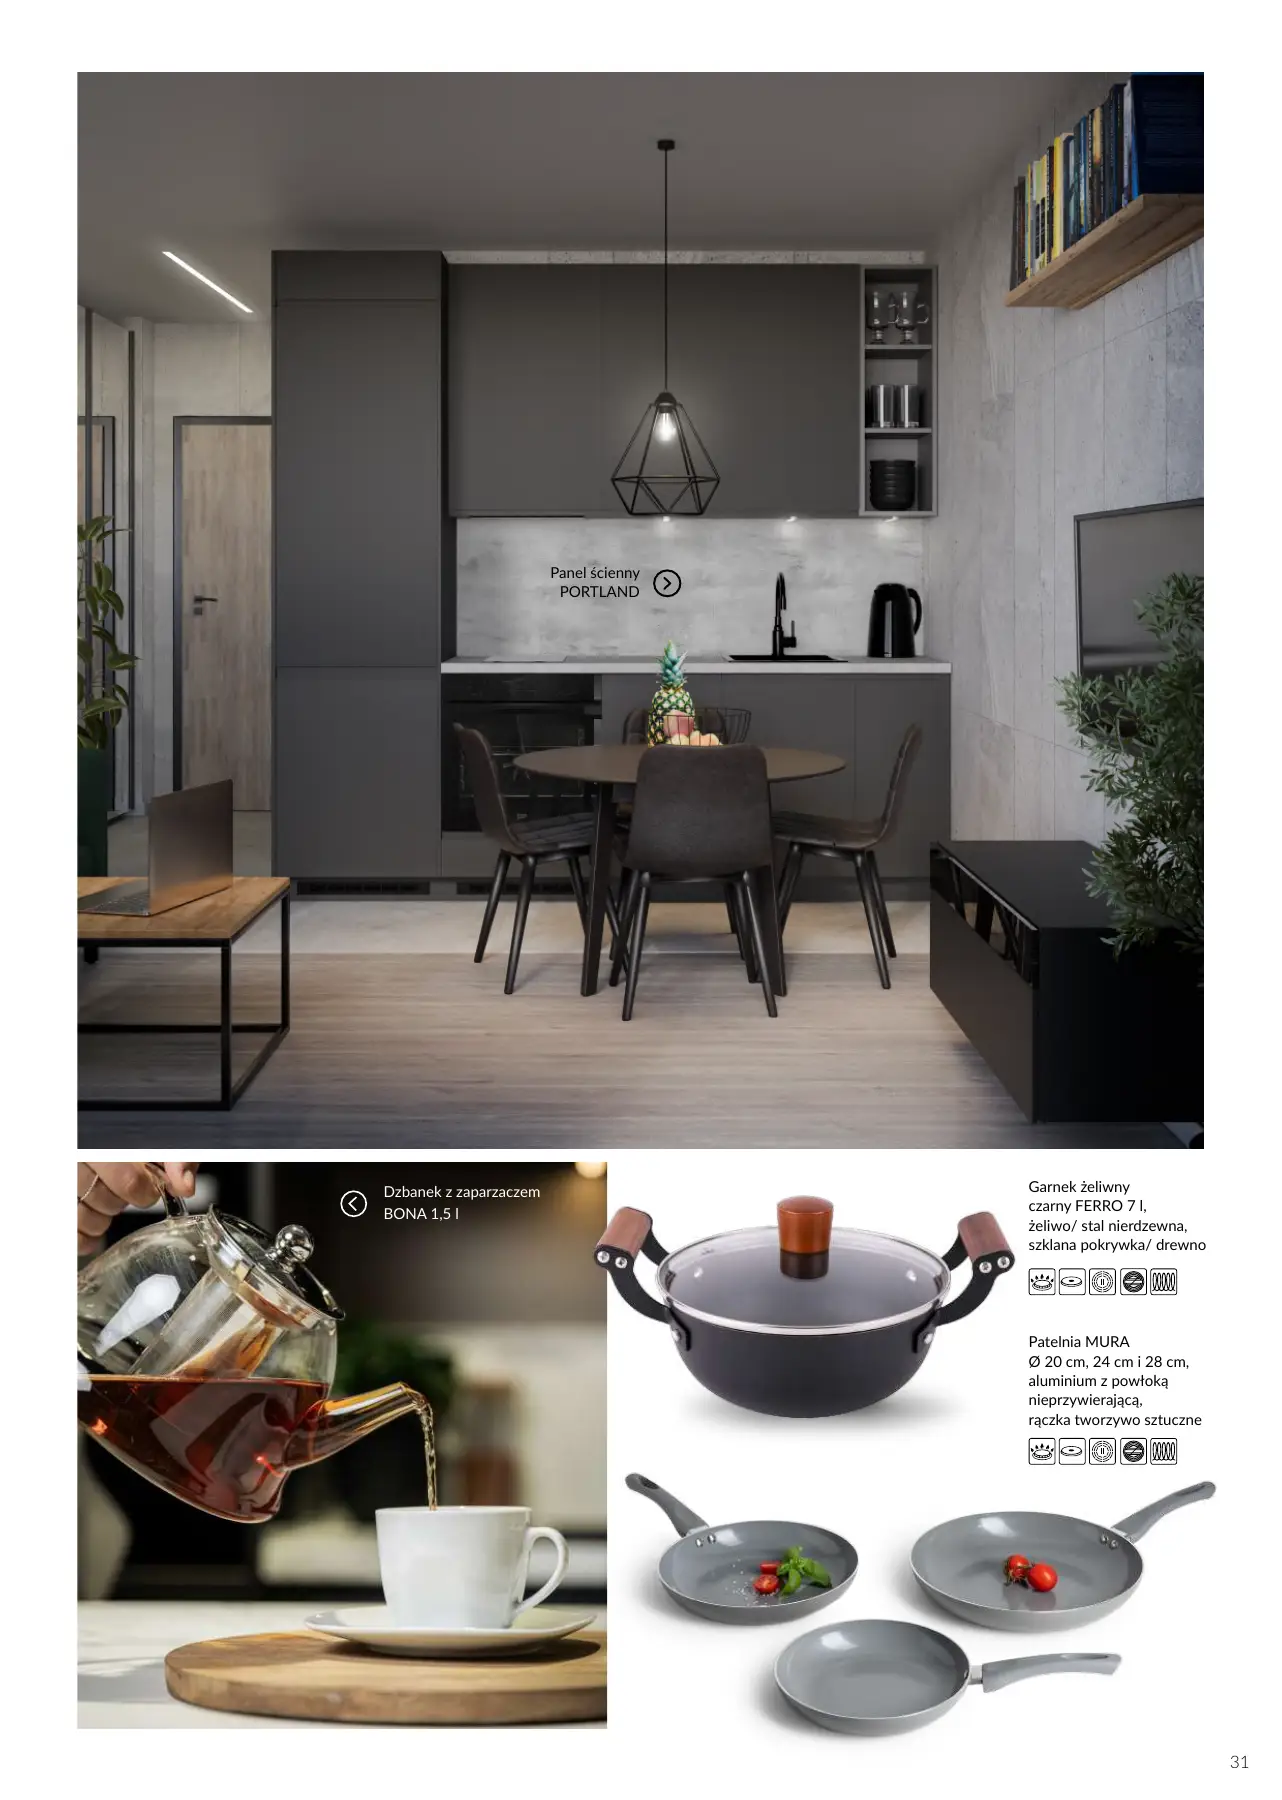 Panel ścienny
PORTLAND
Dzbanek z zaparzaczem
BONA 1,5 l
Garnek żeliwny
czarny FERRO 7 l,
żeliwo/ stal nierdzewna,
szklana pokrywka/ drewno
Patelnia MURA
Ø 20 cm, 24 cm i 28 cm,
aluminium z powłoką
nieprzywierającą,
rączka tworzywo sztuczne
31